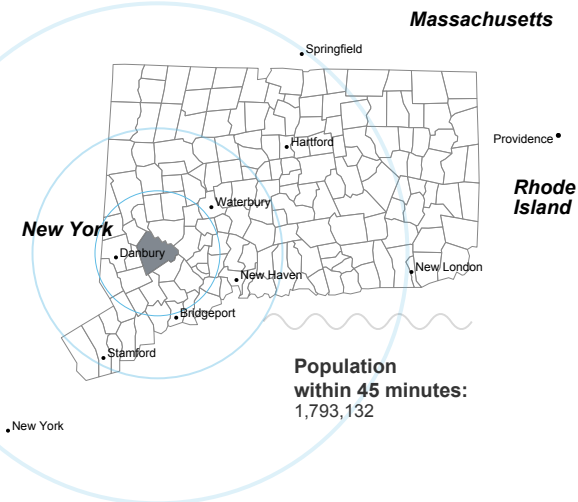 Massachusetts
Springfield
Hartford
Providence
Waterbury
Rhode
Island
New York
Danbury
New Haven
New London
Bridgeport
Stamford
Population
within 45 minutes:
1,793,132
New York